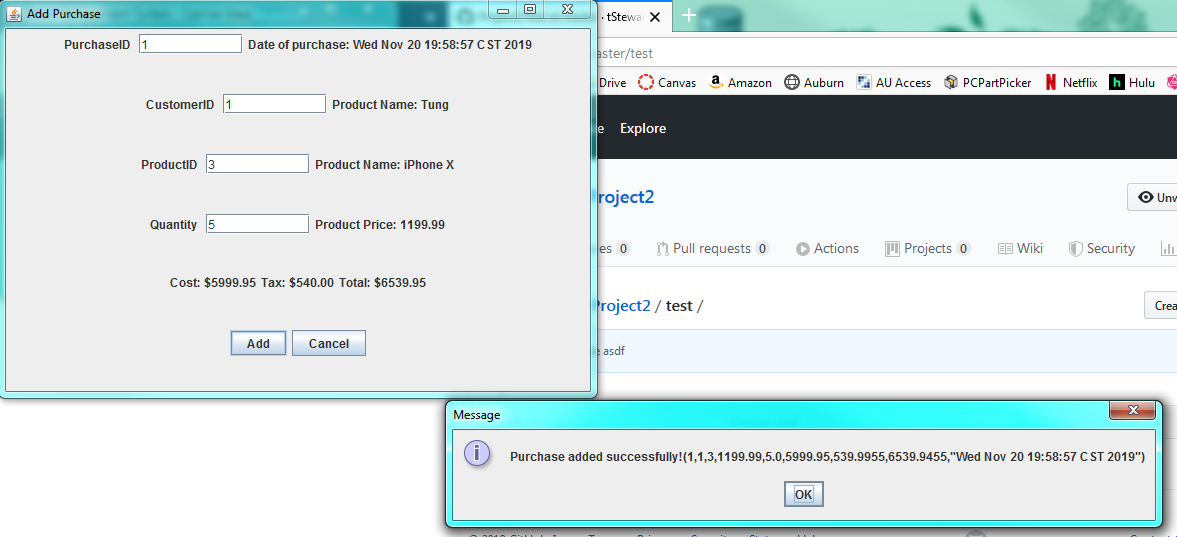 Add Purchase
PurchaseID 1 Date of purchase: Wed Nov 20 19:58:57 CST 2019
CustomerID 1 Product Name: Tung
ProductID 3 Product Name: iPhone X
Quantity 5 Product Price: 1199.99
Cost: $5999.95 Tax: $540.00 Total: $6539.95
Add Cancel
· tStewa
aster/test
Drive Canvas Amazon Auburn AU Access PCPartPicker Netflix Hulu
e Explore
roject2
Unw
es 0 Pull requests 0 Actions Projects 0 Wiki Security
Project2 / test /
Crea
e asdf
Message
Purchase added successfully!(1,1,3,1199.99,5.0,5999.95,539.9955,6539.9455,"Wed Nov 20 19:58:57 CST 2019")
OK